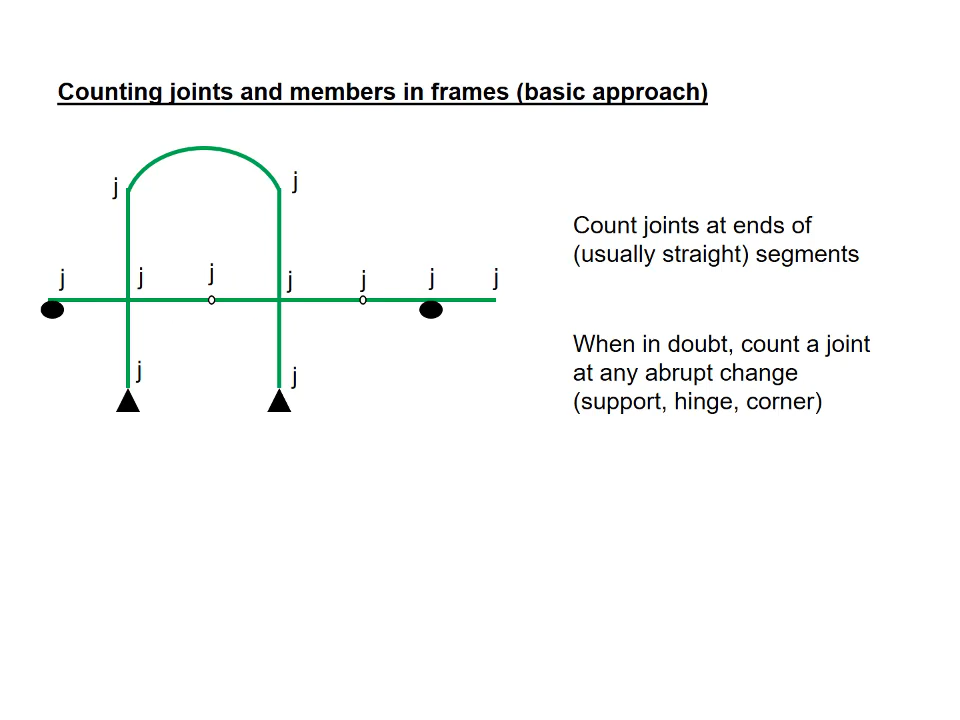 Counting joints and members in frames (basic approach)
j j
j j j j j j j
j j
Count joints at ends of
(usually straight) segments
When in doubt, count a joint
at any abrupt change
(support, hinge, corner)